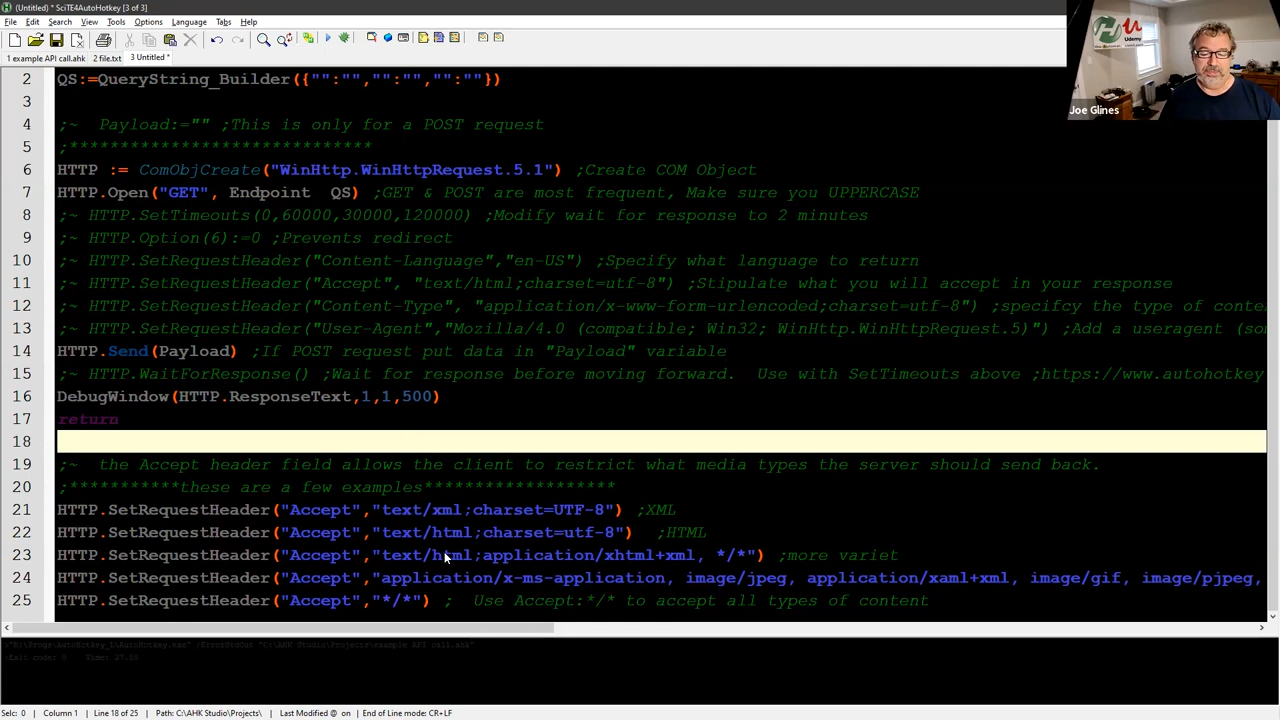 (Untitled) * SciTE4AutoHotkey [3 of 3]
File Edit Search View Tools Options Language Tabs Help
1 example API call.ahk 2 file.txt 3 Untitled *
Udemy
Joe Glines
2 QS:=QueryString_Builder({"":"","":"","":""})
3
4 ;~ Payload:="" ;This is only for a POST request
5 ;*****************************
6 HTTP := ComObjCreate("WinHttp.WinHttpRequest.5.1") ;Create COM Object
7 HTTP.Open("GET", Endpoint QS) ;GET & POST are most frequent, Make sure you UPPERCASE
8 ;~ HTTP.SetTimeouts(0,60000,30000,120000) ;Modify wait for response to 2 minutes
9 ;~ HTTP.Option(6):=0 ;Prevents redirect
10 ;~ HTTP.SetRequestHeader("Content-Language","en-US") ;Specify what language to return
11 ;~ HTTP.SetRequestHeader("Accept", "text/html;charset=utf-8") ;Stipulate what you will accept in your response
12 ;~ HTTP.SetRequestHeader("Content-Type", "application/x-www-form-urlencoded;charset=utf-8") ;specifcy the type of conte
13 ;~ HTTP.SetRequestHeader("User-Agent","Mozilla/4.0 (compatible; Win32; WinHttp.WinHttpRequest.5)") ;Add a useragent (so
14 HTTP.Send(Payload) ;If POST request put data in "Payload" variable
15 ;~ HTTP.WaitForResponse() ;Wait for response before moving forward. Use with SetTimeouts above ;https://www.autohotkey
16 DebugWindow(HTTP.ResponseText,1,1,500)
17 return
18
19 ;~ the Accept header field allows the client to restrict what media types the server should send back.
20 ;***********these are a few examples*******************
21 HTTP.SetRequestHeader("Accept","text/xml;charset=UTF-8") ;XML
22 HTTP.SetRequestHeader("Accept","text/html;charset=utf-8") ;HTML
23 HTTP.SetRequestHeader("Accept","text/html;application/xhtml+xml, */*") ;more variet
24 HTTP.SetRequestHeader("Accept","application/x-ms-application, image/jpeg, application/xaml+xml, image/gif, image/pjpeg,
25 HTTP.SetRequestHeader("Accept","*/*") ; Use Accept:*/* to accept all types of content
Selc: 0 Column 1 Line 18 of 25 Path: C:\AHK Studio\Projects\ Last Modified @ on End of Line mode: CR+LF